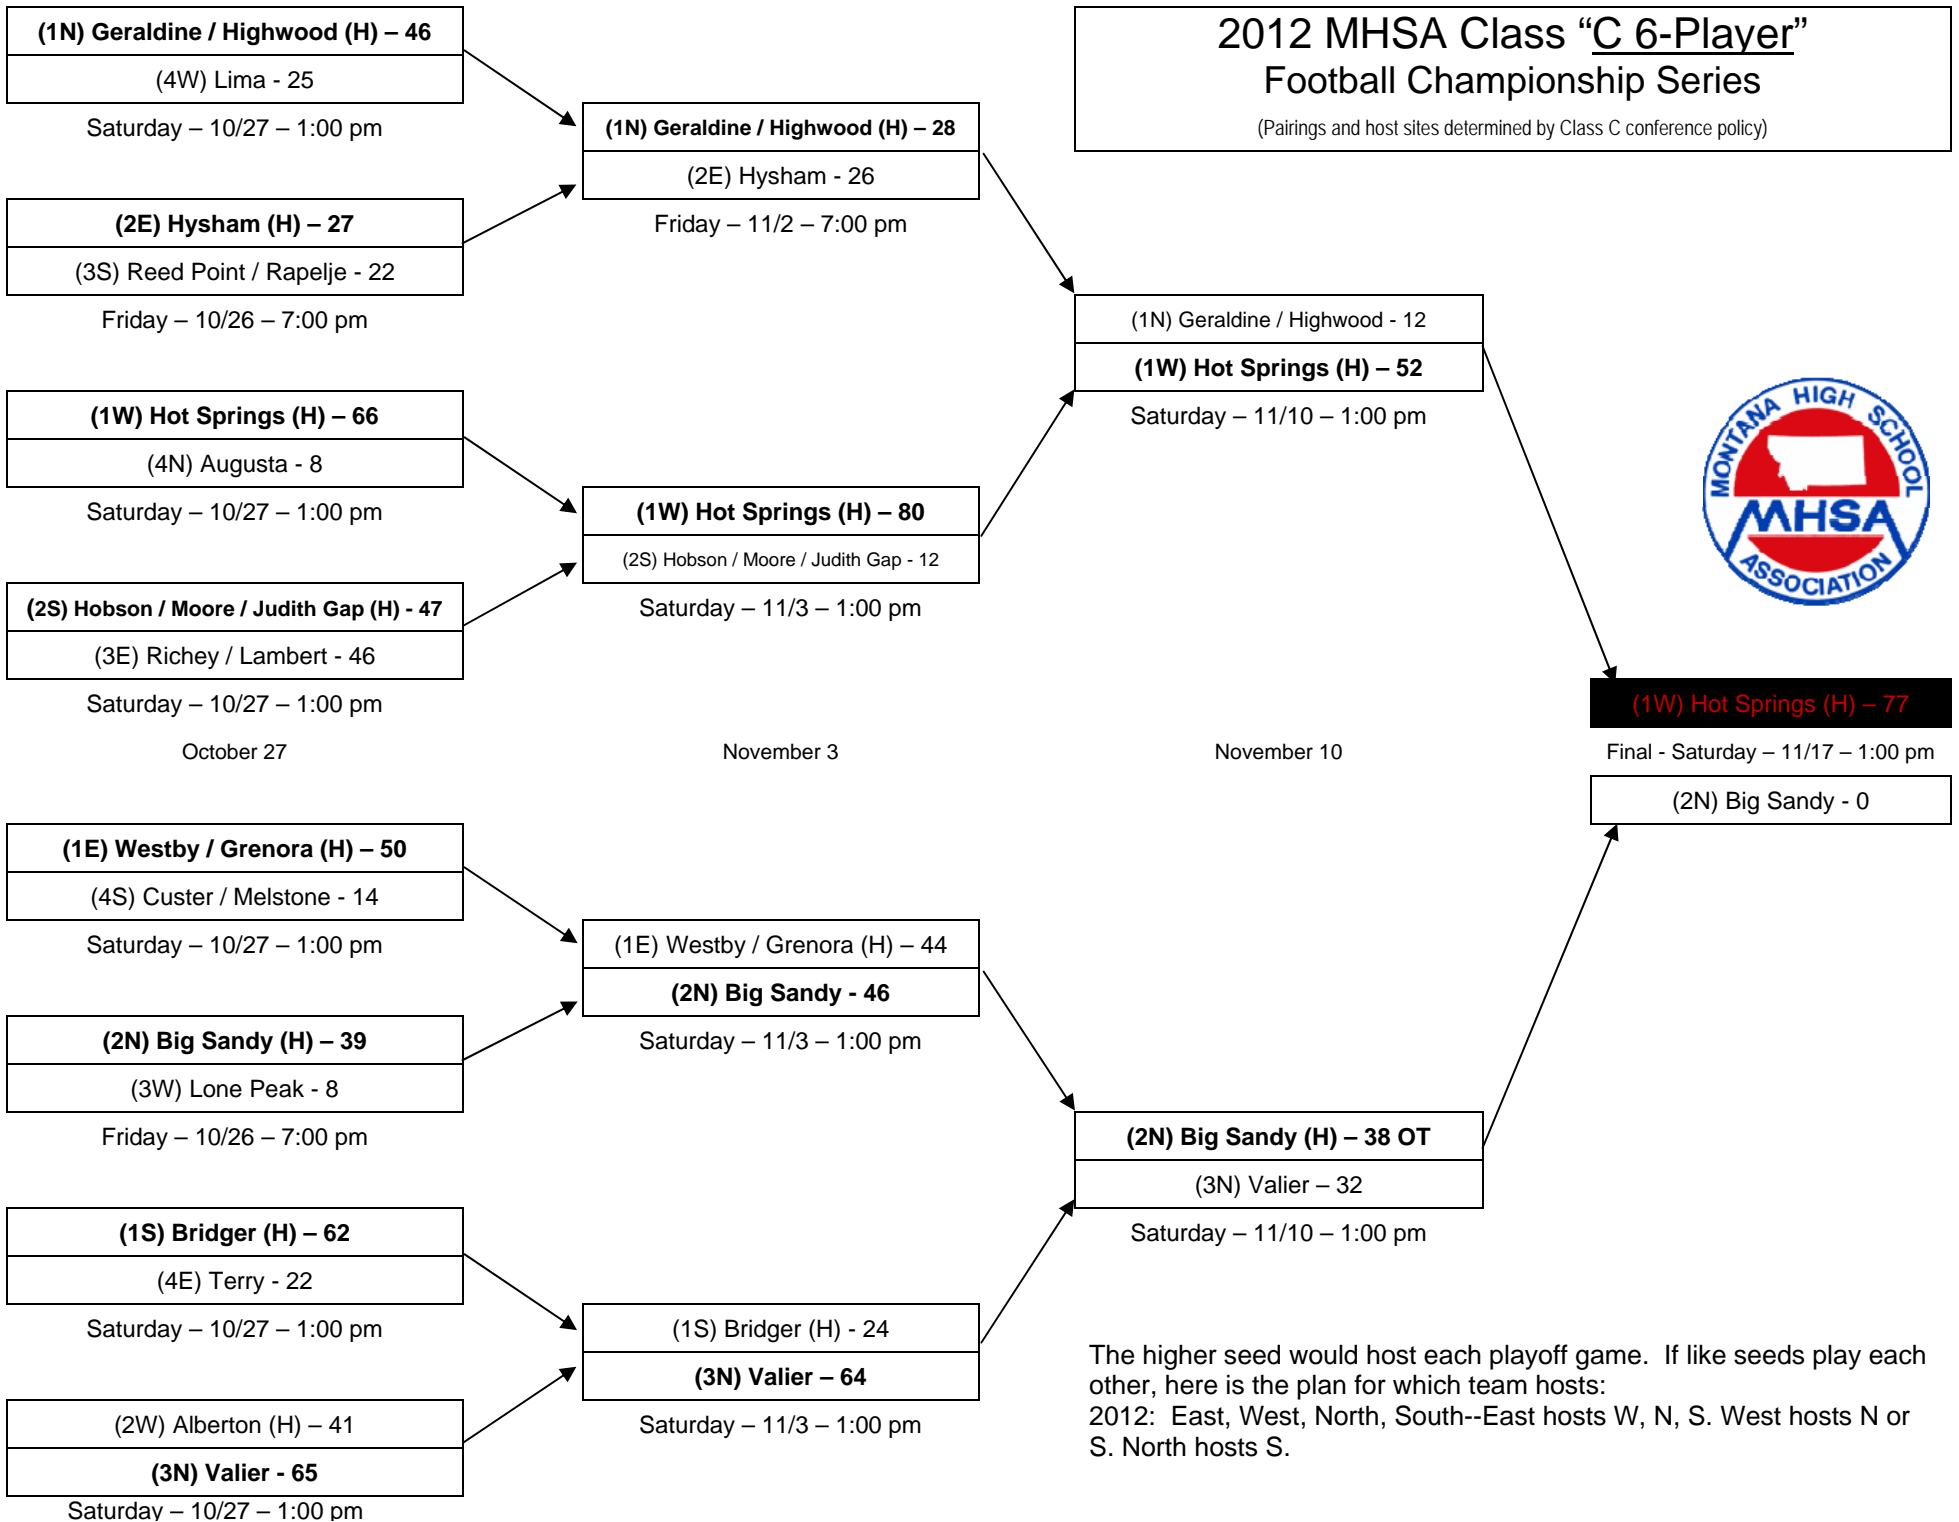 2012 MHSA Class “C 6-Player”
Football Championship Series
(Pairings and host sites determined by Class C conference policy)
(1N) Geraldine / Highwood (H) – 46
(4W) Lima - 25
Saturday – 10/27 – 1:00 pm
(2E) Hysham (H) – 27
(3S) Reed Point / Rapelje - 22
Friday – 10/26 – 7:00 pm
(1W) Hot Springs (H) – 66
(4N) Augusta - 8
Saturday – 10/27 – 1:00 pm
(2S) Hobson / Moore / Judith Gap (H) - 47
(3E) Richey / Lambert - 46
Saturday – 10/27 – 1:00 pm
October 27
(1E) Westby / Grenora (H) – 50
(4S) Custer / Melstone - 14
Saturday – 10/27 – 1:00 pm
(2N) Big Sandy (H) – 39
(3W) Lone Peak - 8
Friday – 10/26 – 7:00 pm
(1S) Bridger (H) – 62
(4E) Terry - 22
Saturday – 10/27 – 1:00 pm
(2W) Alberton (H) – 41
(3N) Valier - 65
Saturday – 10/27 – 1:00 pm
(1N) Geraldine / Highwood (H) – 28
(2E) Hysham - 26
Friday – 11/2 – 7:00 pm
(1W) Hot Springs (H) – 80
(2S) Hobson / Moore / Judith Gap - 12
Saturday – 11/3 – 1:00 pm
November 3
(1E) Westby / Grenora (H) – 44
(2N) Big Sandy - 46
Saturday – 11/3 – 1:00 pm
(1S) Bridger (H) - 24
(3N) Valier – 64
Saturday – 11/3 – 1:00 pm
(1N) Geraldine / Highwood - 12
(1W) Hot Springs (H) – 52
Saturday – 11/10 – 1:00 pm
November 10
(2N) Big Sandy (H) – 38 OT
(3N) Valier – 32
Saturday – 11/10 – 1:00 pm
MONTANA HIGH SCHOOL
MHSA
ASSOCIATION
(1W) Hot Springs (H) – 77
Final - Saturday – 11/17 – 1:00 pm
(2N) Big Sandy - 0
The higher seed would host each playoff game.  If like seeds play each
other, here is the plan for which team hosts:
2012:  East, West, North, South--East hosts W, N, S. West hosts N or
S. North hosts S.